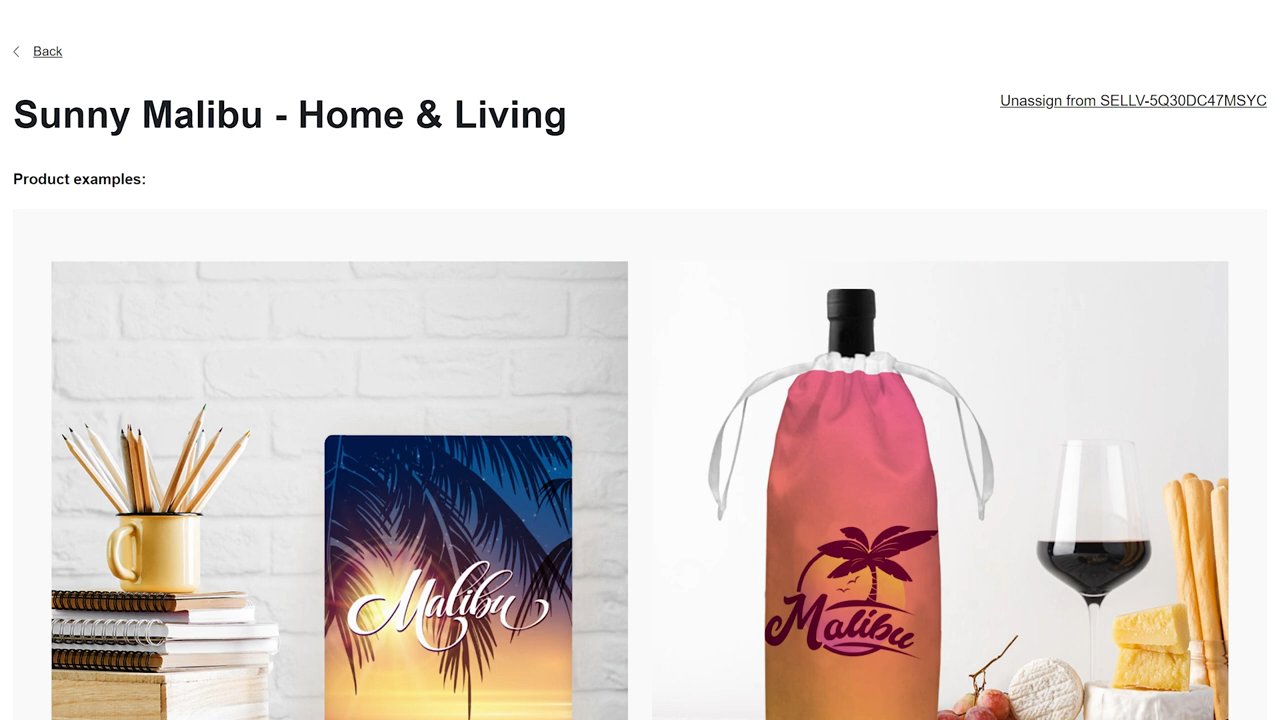 Back
Sunny Malibu - Home & Living
Unassign from SELLV-5Q30DC47MSYC
Product examples:
Malibu
Malibu